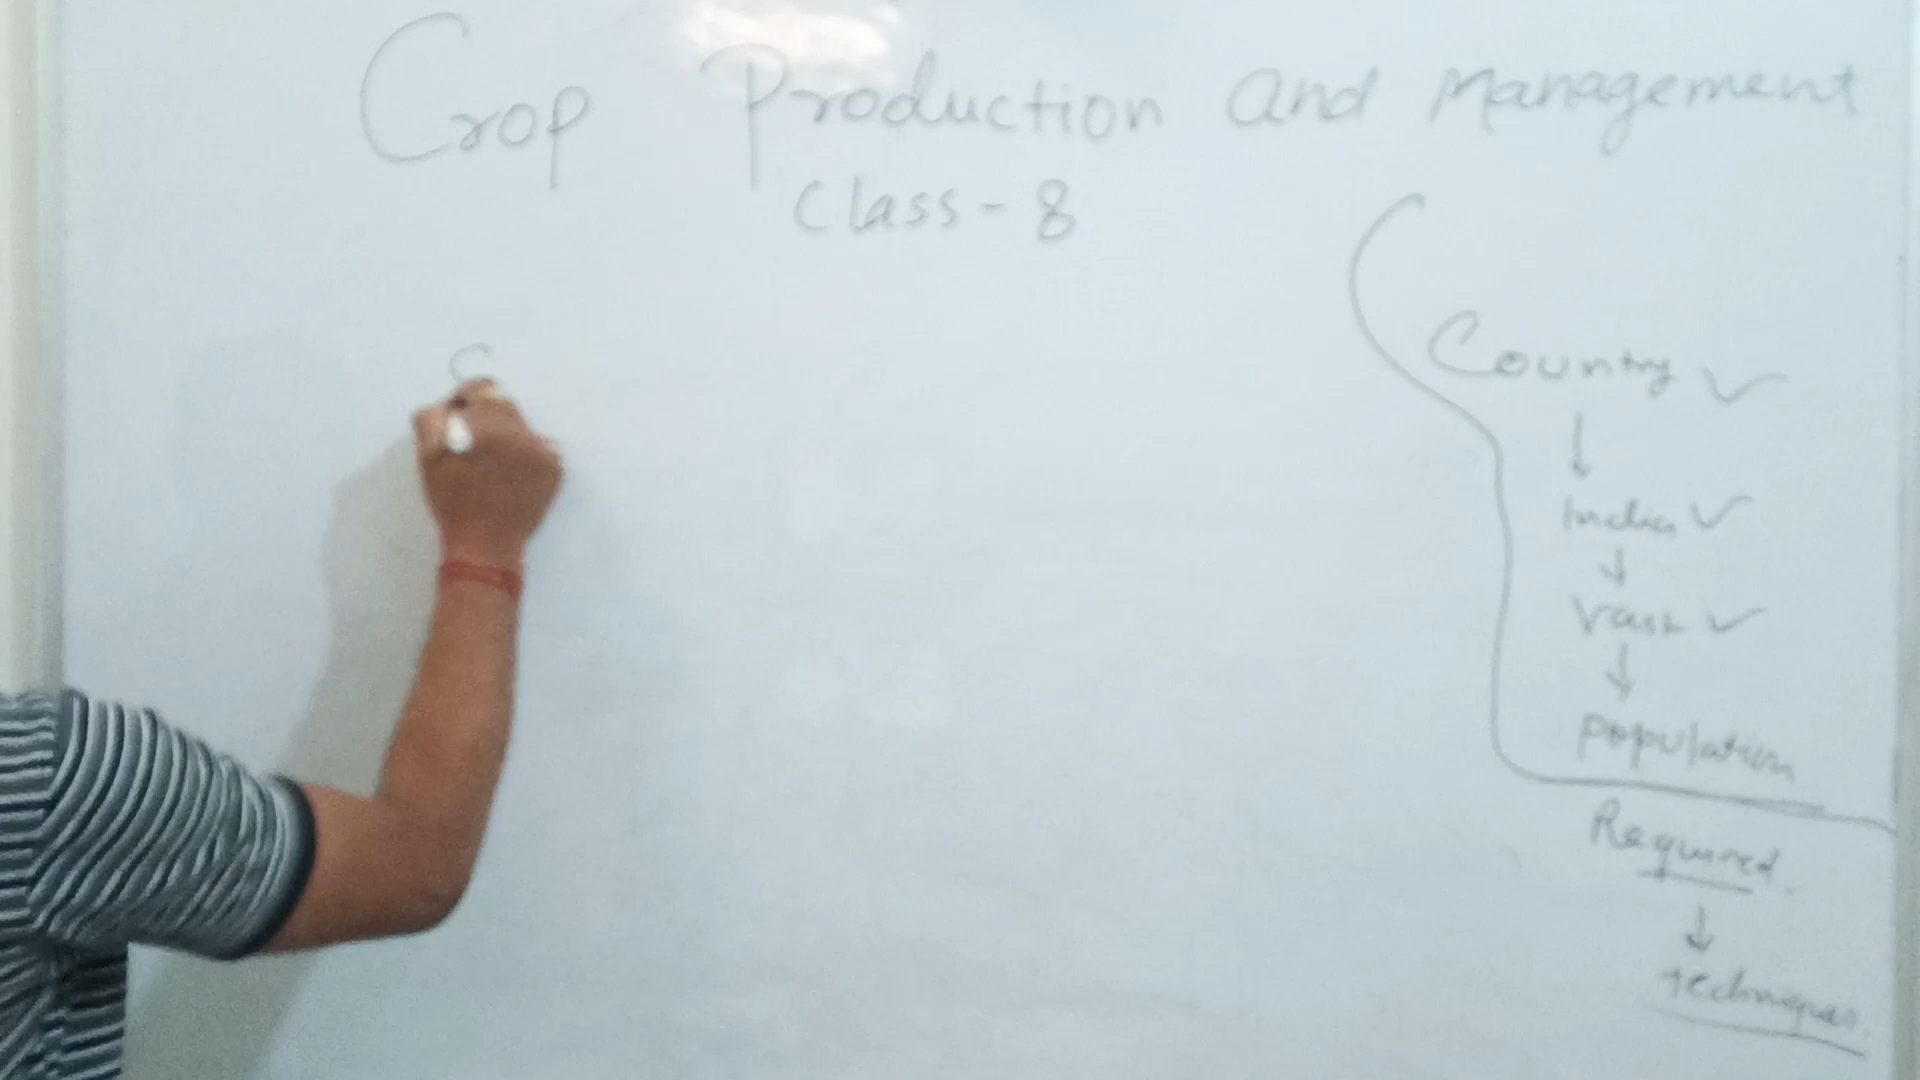 Crop Production and Management
Class - 8
C
Country ✓
↓
India ✓
↓
Vast ✓
↓
Population
Required
↓
techniques.